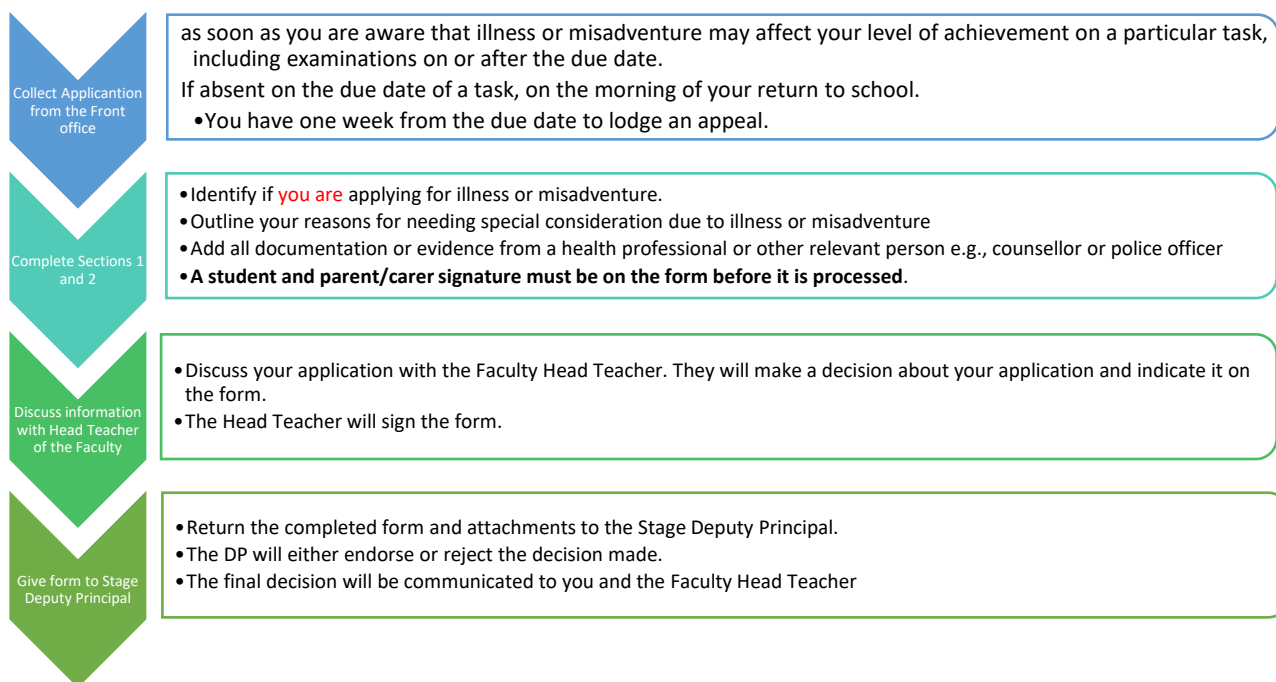 Collect Applicantion
from the Front
office
as soon as you are aware that illness or misadventure may affect your level of achievement on a particular task,
including examinations on or after the due date.
If absent on the due date of a task, on the morning of your return to school.
•You have one week from the due date to lodge an appeal.
Complete Sections 1
and 2
•Identify if you are applying for illness or misadventure.
•Outline your reasons for needing special consideration due to illness or misadventure
•Add all documentation or evidence from a health professional or other relevant person e.g., counsellor or police officer
•A student and parent/carer signature must be on the form before it is processed.
Discuss information
with Head Teacher
of the Faculty
•Discuss your application with the Faculty Head Teacher. They will make a decision about your application and indicate it on
the form.
•The Head Teacher will sign the form.
Give form to Stage
Deputy Principal
•Return the completed form and attachments to the Stage Deputy Principal.
•The DP will either endorse or reject the decision made.
•The final decision will be communicated to you and the Faculty Head Teacher